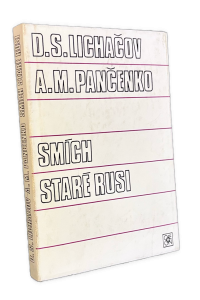 D.S. LICHAČOV
A.M. PANČENKO
SMÍCH
STARÉ RUSI